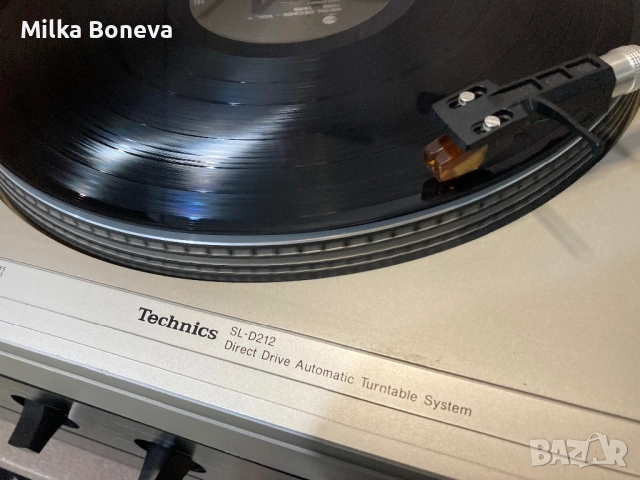 Milka Boneva
Technics SL-D212
Direct Drive Automatic Turntable System
BAZAR